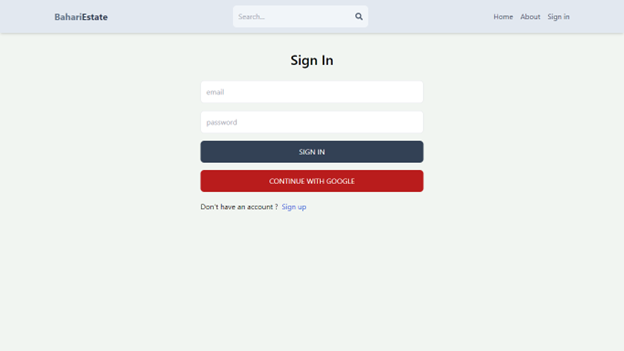 BahariEstate
Search...
Home About Sign in
Sign In
email
password
SIGN IN
CONTINUE WITH GOOGLE
Don't have an account ? Sign up